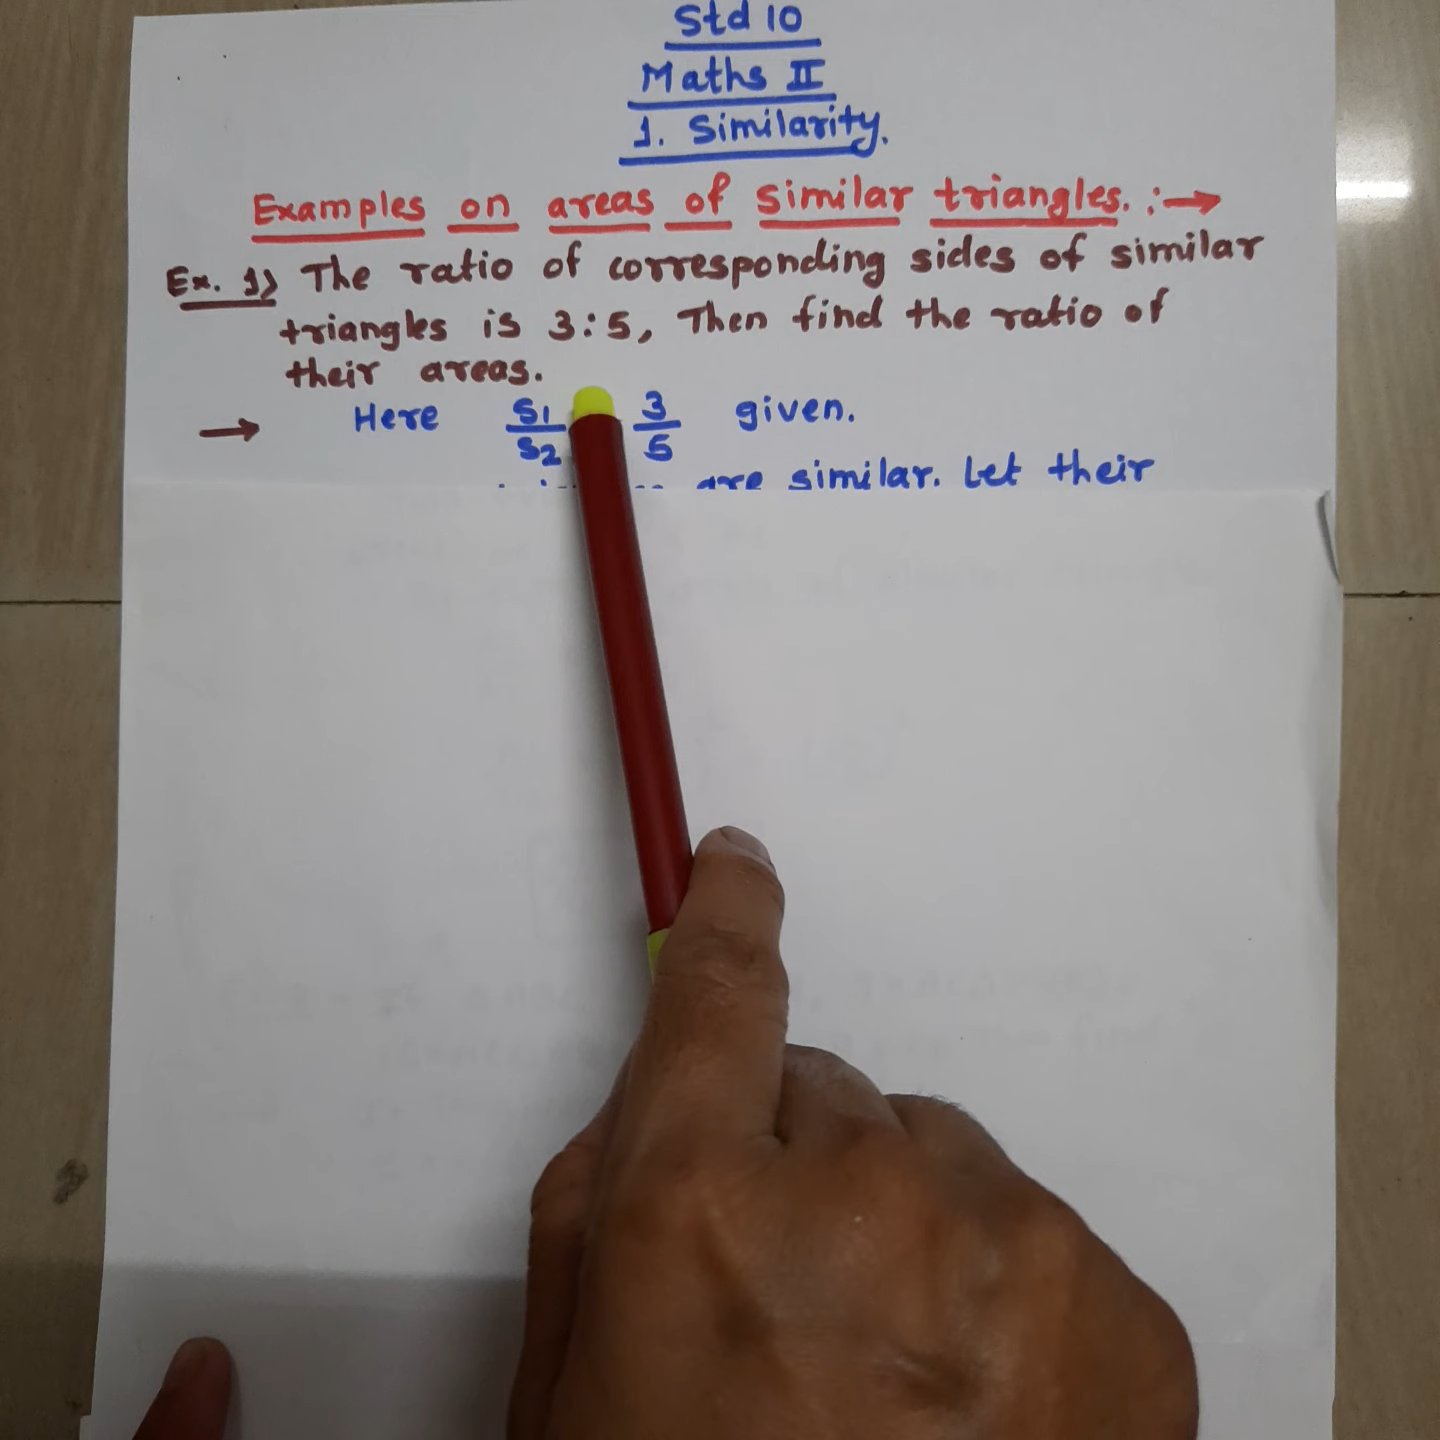 Std 10
Maths II
1. Similarity.
Examples on areas of similar triangles. :→
Ex. 1) The ratio of corresponding sides of similar
triangles is 3:5, Then find the ratio of
their areas.
→ Here S1/S2 3/5 given.
are similar. Let their